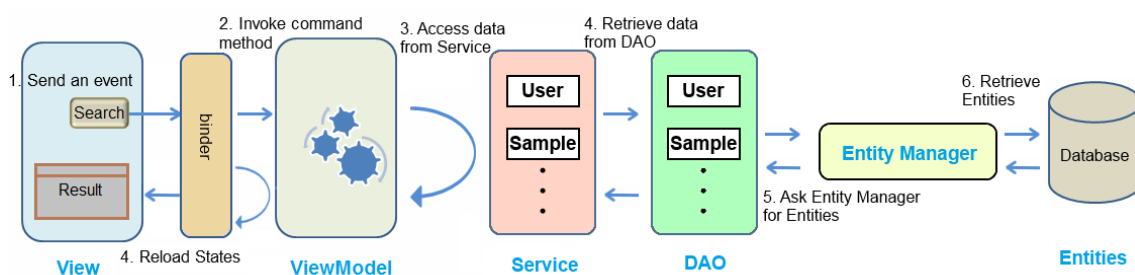 1. Send an event
Search
Result
View
binder
4. Reload States
2. Invoke command
method
ViewModel
3. Access data
from Service
User
Sample
Service
4. Retrieve data
from DAO
User
Sample
DAO
Entity Manager
5. Ask Entity Manager
for Entities
6. Retrieve
Entities
Database
Entities